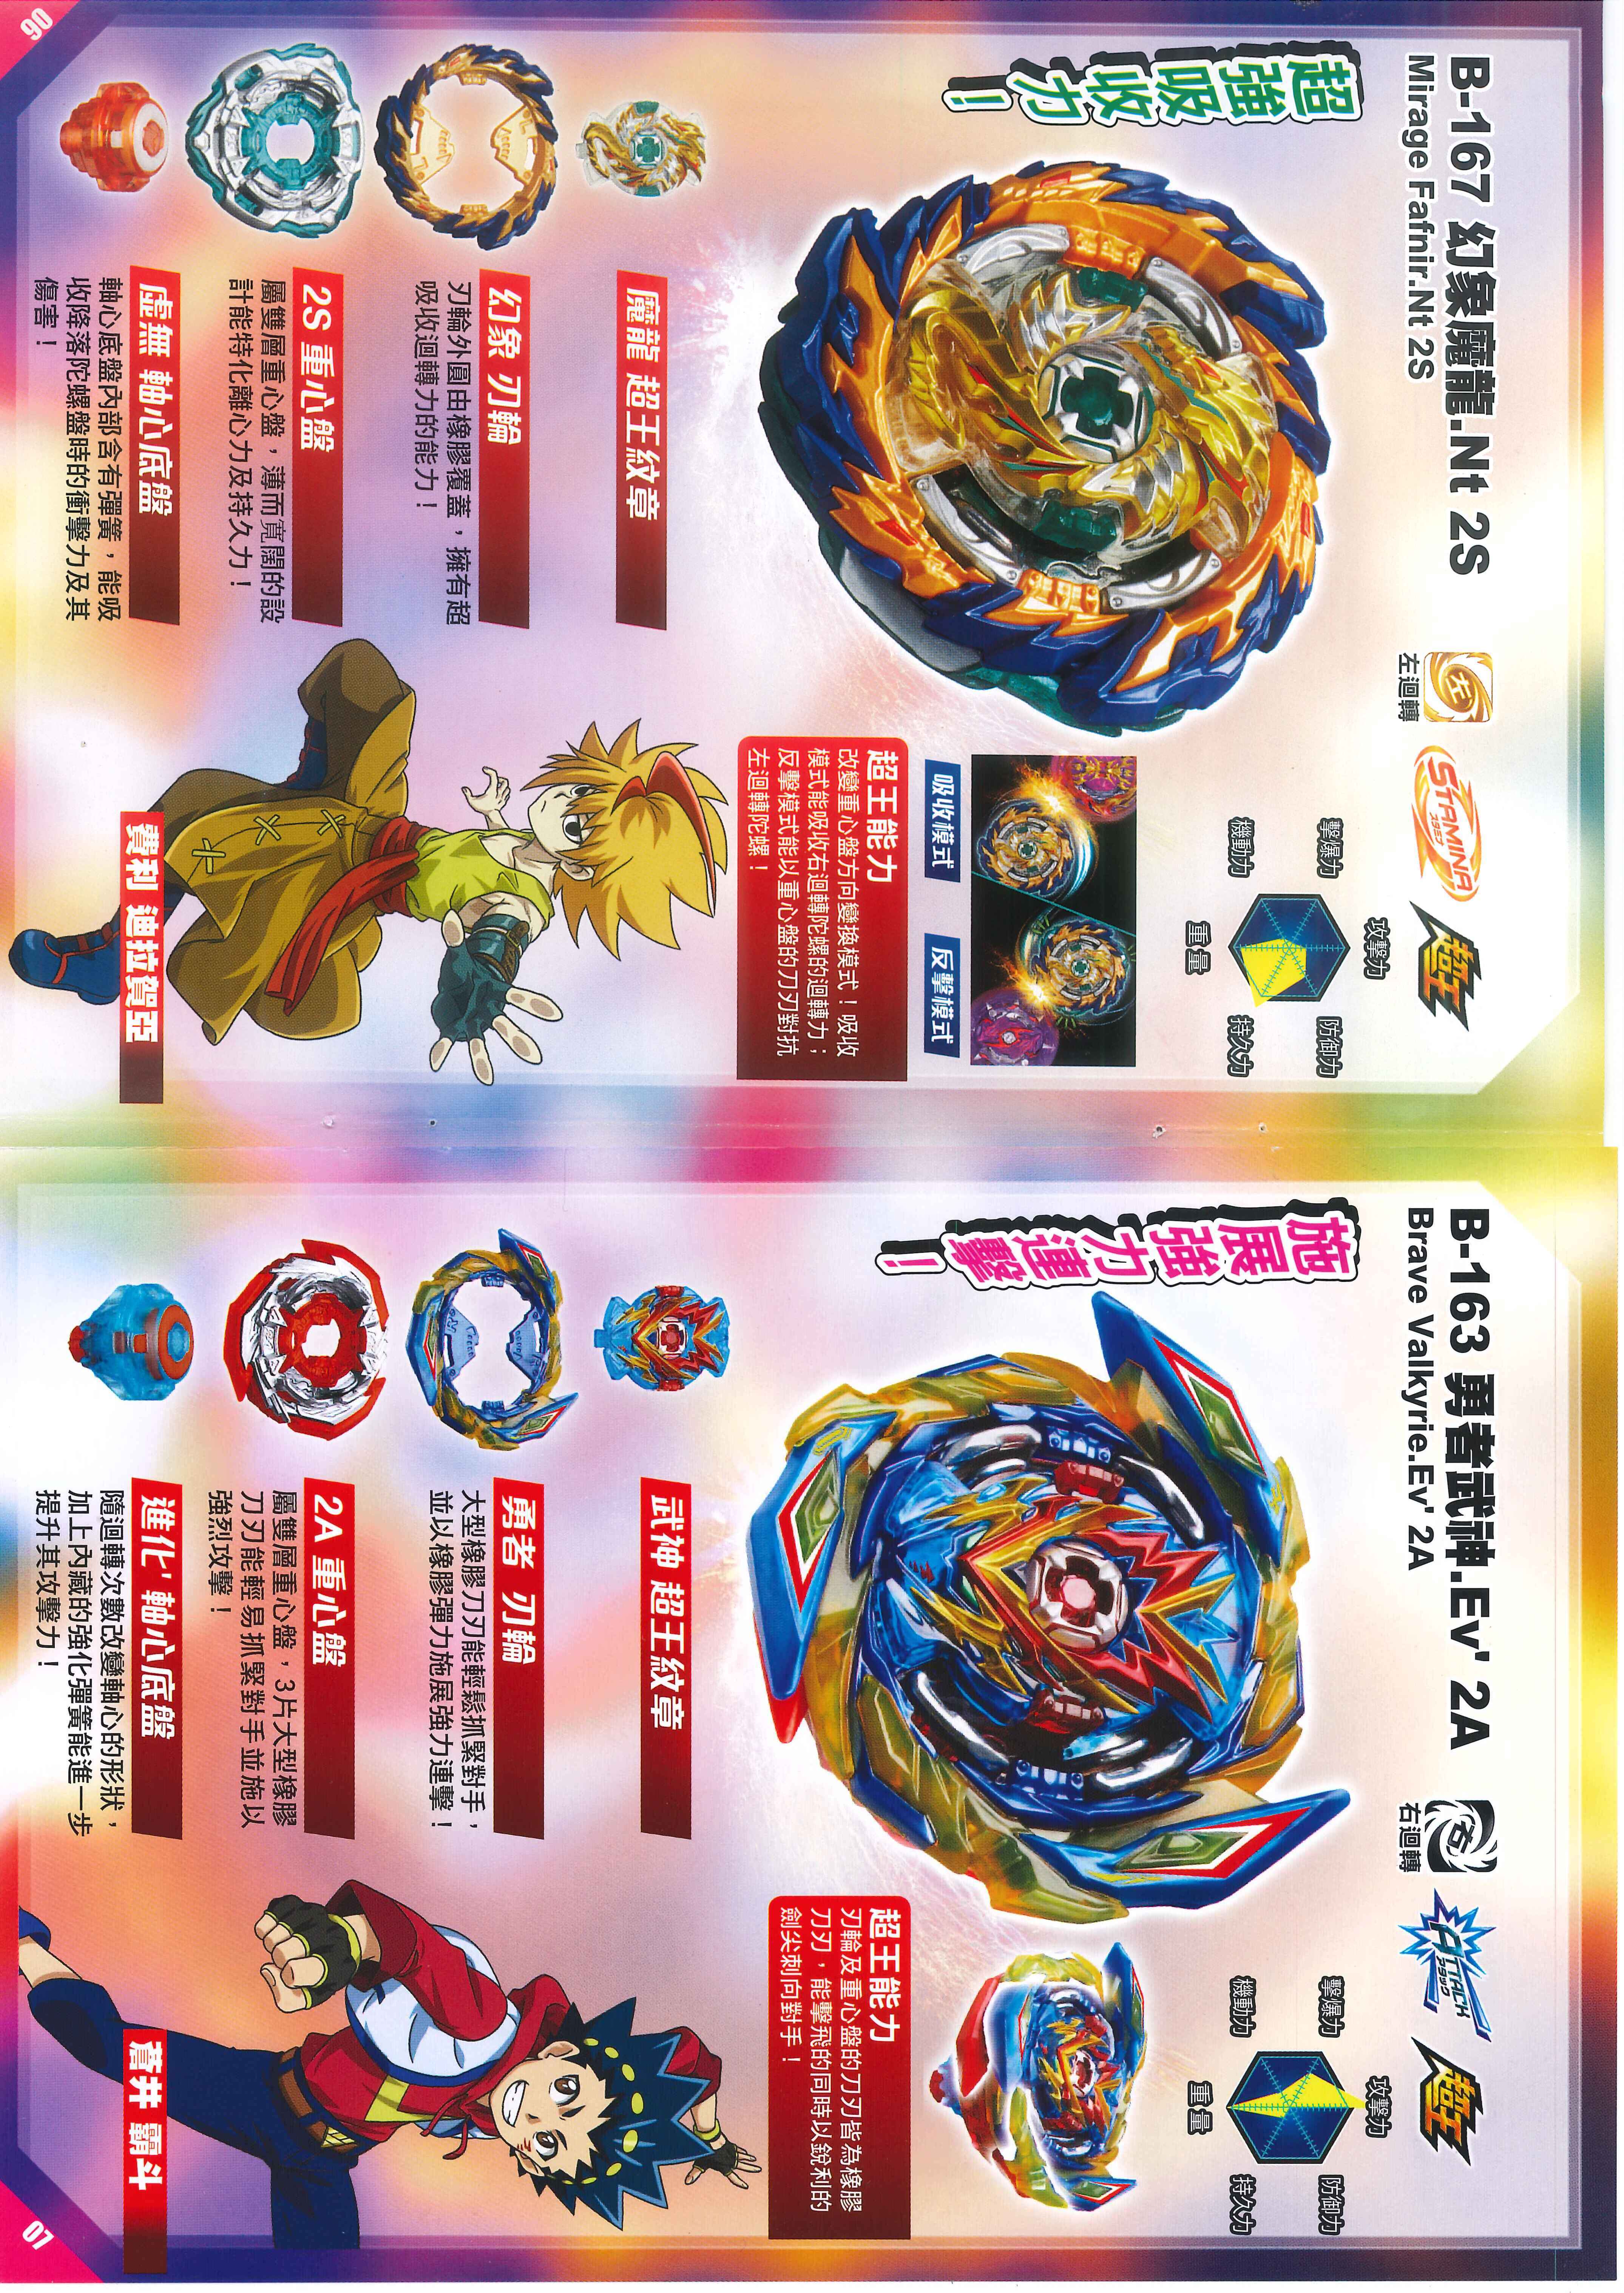 B-167 幻象魔龍.Nt 2S
Mirage Fafnir.Nt 2S
左
左迴轉
STAMINA
スタミナ
超王
超強吸收力！
攻擊力
防御力
持久力
重量
機動力
擊爆力
吸收模式
反擊模式
超王能力
改變重心盤方向變換模式！吸收
模式能吸收右迴轉陀螺的迴轉力；
反擊模式能以重心盤的刀刃對抗
左迴轉陀螺！
魔龍 超王紋章
幻象 刃輪
刃輪外圓由橡膠覆蓋，擁有超
吸收迴轉力的能力！
2S 重心盤
屬雙層重心盤，薄而寬闊的設
計能特化離心力及持久力！
虛無 軸心底盤
軸心底盤內部含有彈簧，能吸
收降落陀螺盤時的衝擊力及其
傷害！
費利 迪拉賀亞
06
B-163 勇者武神.Ev' 2A
Brave Valkyrie.Ev' 2A
右
右迴轉
ATTACK
アタック
超王
施展強力連擊！
攻擊力
防御力
持久力
重量
機動力
擊爆力
超王能力
刃輪及重心盤的刀刃皆為橡膠
刀刃，能擊飛的同時以銳利的
劍尖刺向對手！
武神 超王紋章
勇者 刃輪
大型橡膠刀刃能輕鬆抓緊對手，
並以橡膠彈力施展強力連擊！
2A 重心盤
屬雙層重心盤，3片大型橡膠
刀刃能輕易抓緊對手並施以
強烈攻擊！
進化' 軸心底盤
隨迴轉次數改變軸心的形狀，
加上內藏的強化彈簧能進一步
提升其攻擊力！
蒼井 霸斗
07